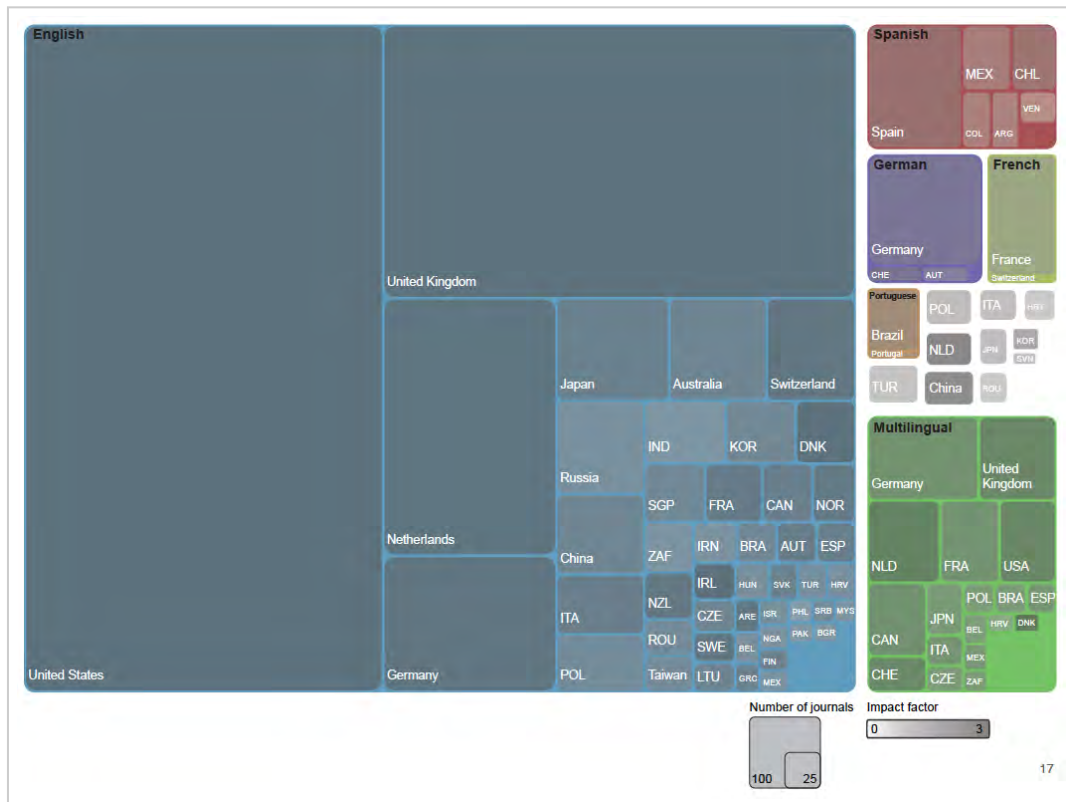 English
United States
United Kingdom
Netherlands
Germany
Japan
Australia
Switzerland
Russia
IND
KOR
DNK
SGP
FRA
CAN
NOR
China
ZAF
IRN
BRA
AUT
ESP
ITA
NZL
IRL
HUN
SVK
TUR
HRV
CZE
ARE
ISR
PHL
SRB
MYS
POL
ROU
SWE
BEL
NGA
PAK
BGR
Taiwan
LTU
GRC
FIN
MEX
Spanish
Spain
MEX
CHL
COL
ARG
VEN
German
Germany
CHE
AUT
French
France
Switzerland
Portuguese
Brazil
Portugal
POL
ITA
HRV
NLD
JPN
KOR
SVN
TUR
China
ROU
Multilingual
Germany
United
Kingdom
NLD
FRA
USA
CAN
JPN
POL
BRA
ESP
BEL
HRV
DNK
ITA
MEX
CHE
CZE
ZAF
Number of journals
100
25
Impact factor
0
3
17